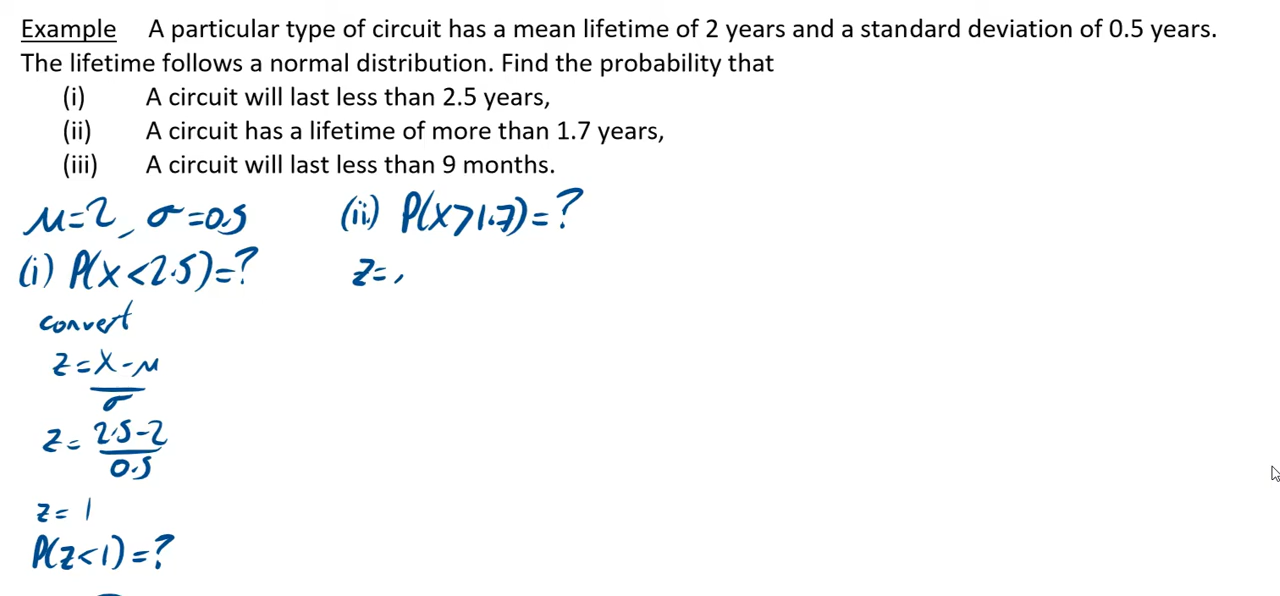 Example A particular type of circuit has a mean lifetime of 2 years and a standard deviation of 0.5 years.
The lifetime follows a normal distribution. Find the probability that
(i) A circuit will last less than 2.5 years,
(ii) A circuit has a lifetime of more than 1.7 years,
(iii) A circuit will last less than 9 months.
μ=2, σ=0.5
(i) P(X<2.5)=?
convert
z=X-μ
σ
z= 2.5-2
0.5
z= 1
P(z<1)=?
(ii) P(X>1.7)=?
z=